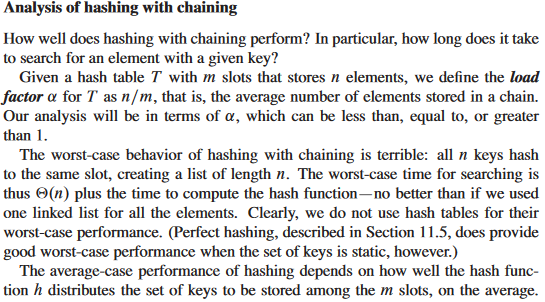 Analysis of hashing with chaining
How well does hashing with chaining perform? In particular, how long does it take
to search for an element with a given key?
Given a hash table T with m slots that stores n elements, we define the load
factor α for T as n/m, that is, the average number of elements stored in a chain.
Our analysis will be in terms of α, which can be less than, equal to, or greater
than 1.
The worst-case behavior of hashing with chaining is terrible: all n keys hash
to the same slot, creating a list of length n. The worst-case time for searching is
thus Θ(n) plus the time to compute the hash function—no better than if we used
one linked list for all the elements. Clearly, we do not use hash tables for their
worst-case performance. (Perfect hashing, described in Section 11.5, does provide
good worst-case performance when the set of keys is static, however.)
The average-case performance of hashing depends on how well the hash func-
tion h distributes the set of keys to be stored among the m slots, on the average.